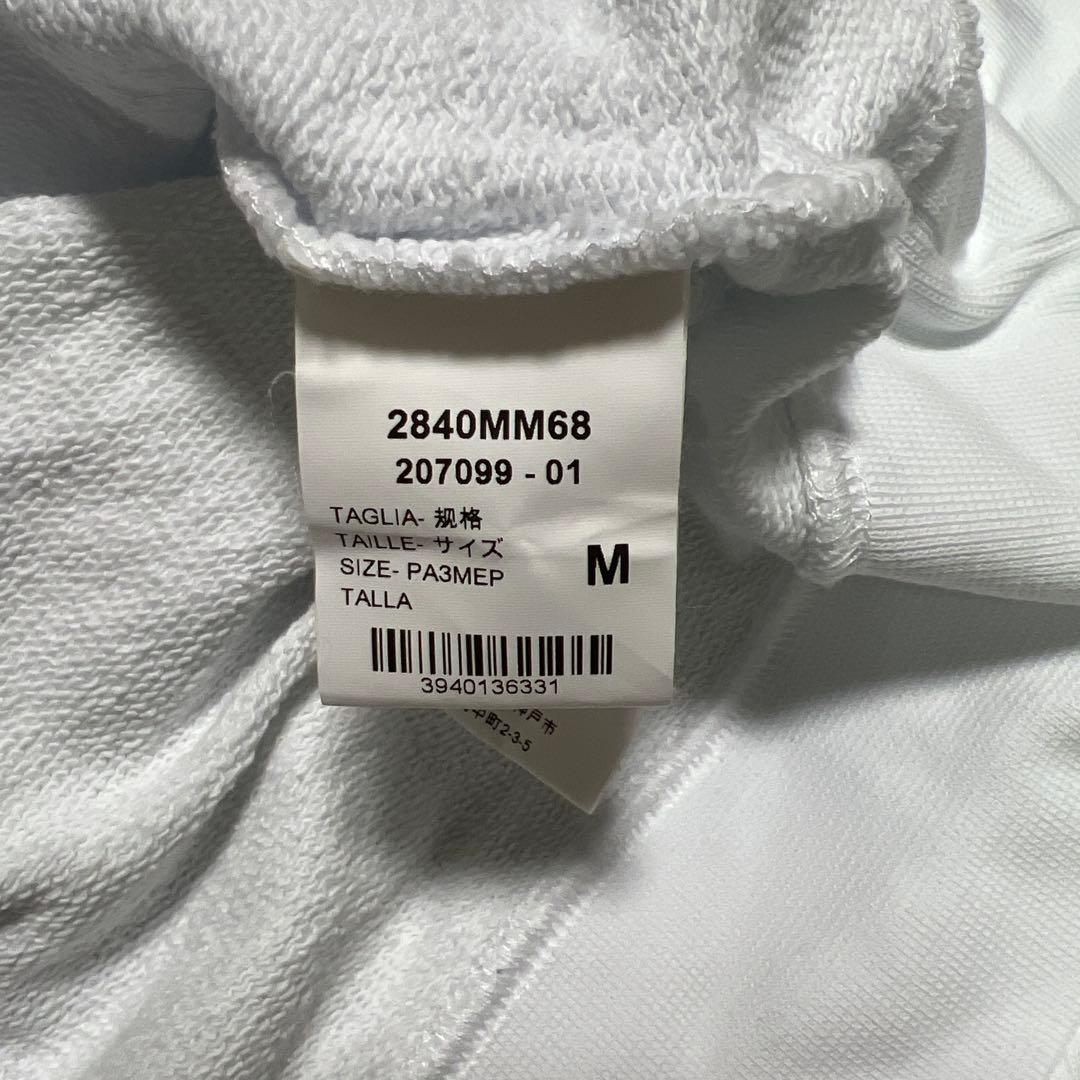 2840MM68
207099 - 01
TAGLIA- 规格
TAILLE- サイズ
SIZE- PA3MEP
M
TALLA
3940136331
戸市
町2-3-5